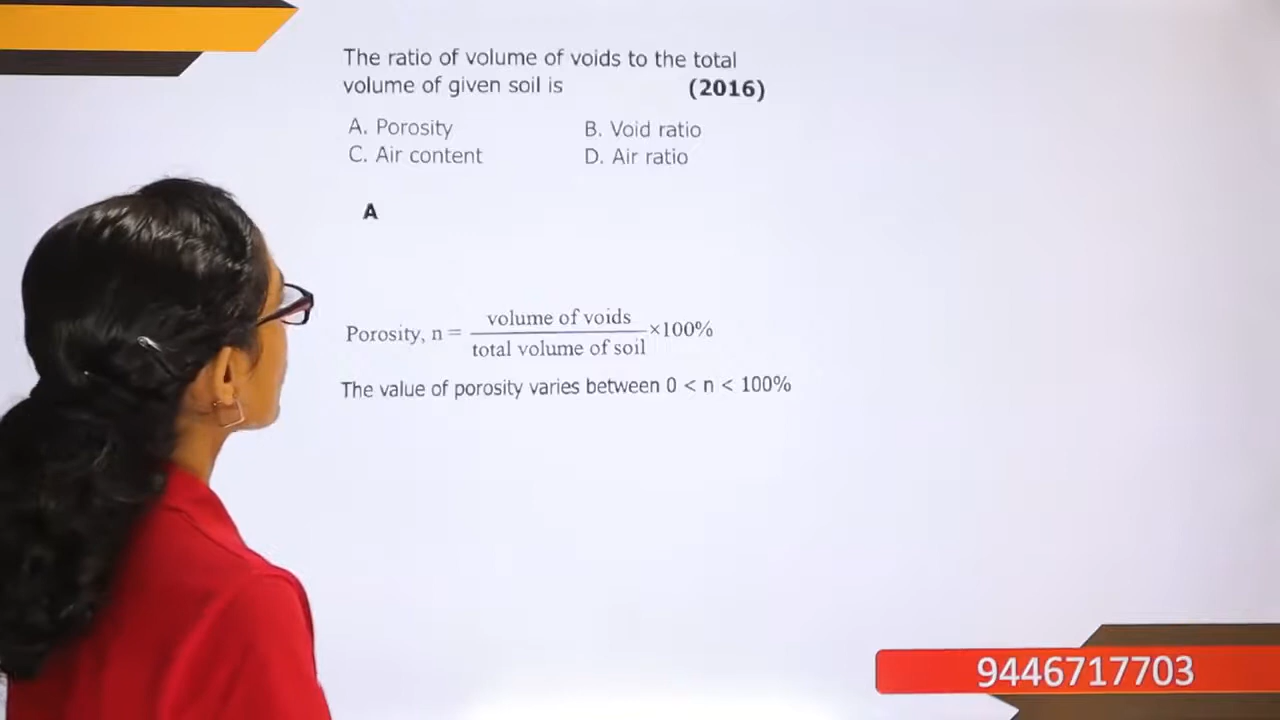 The ratio of volume of voids to the total
volume of given soil is (2016)
A. Porosity B. Void ratio
C. Air content D. Air ratio
A
Porosity, n = volume of voids / total volume of soil ×100%
The value of porosity varies between 0 < n < 100%
9446717703